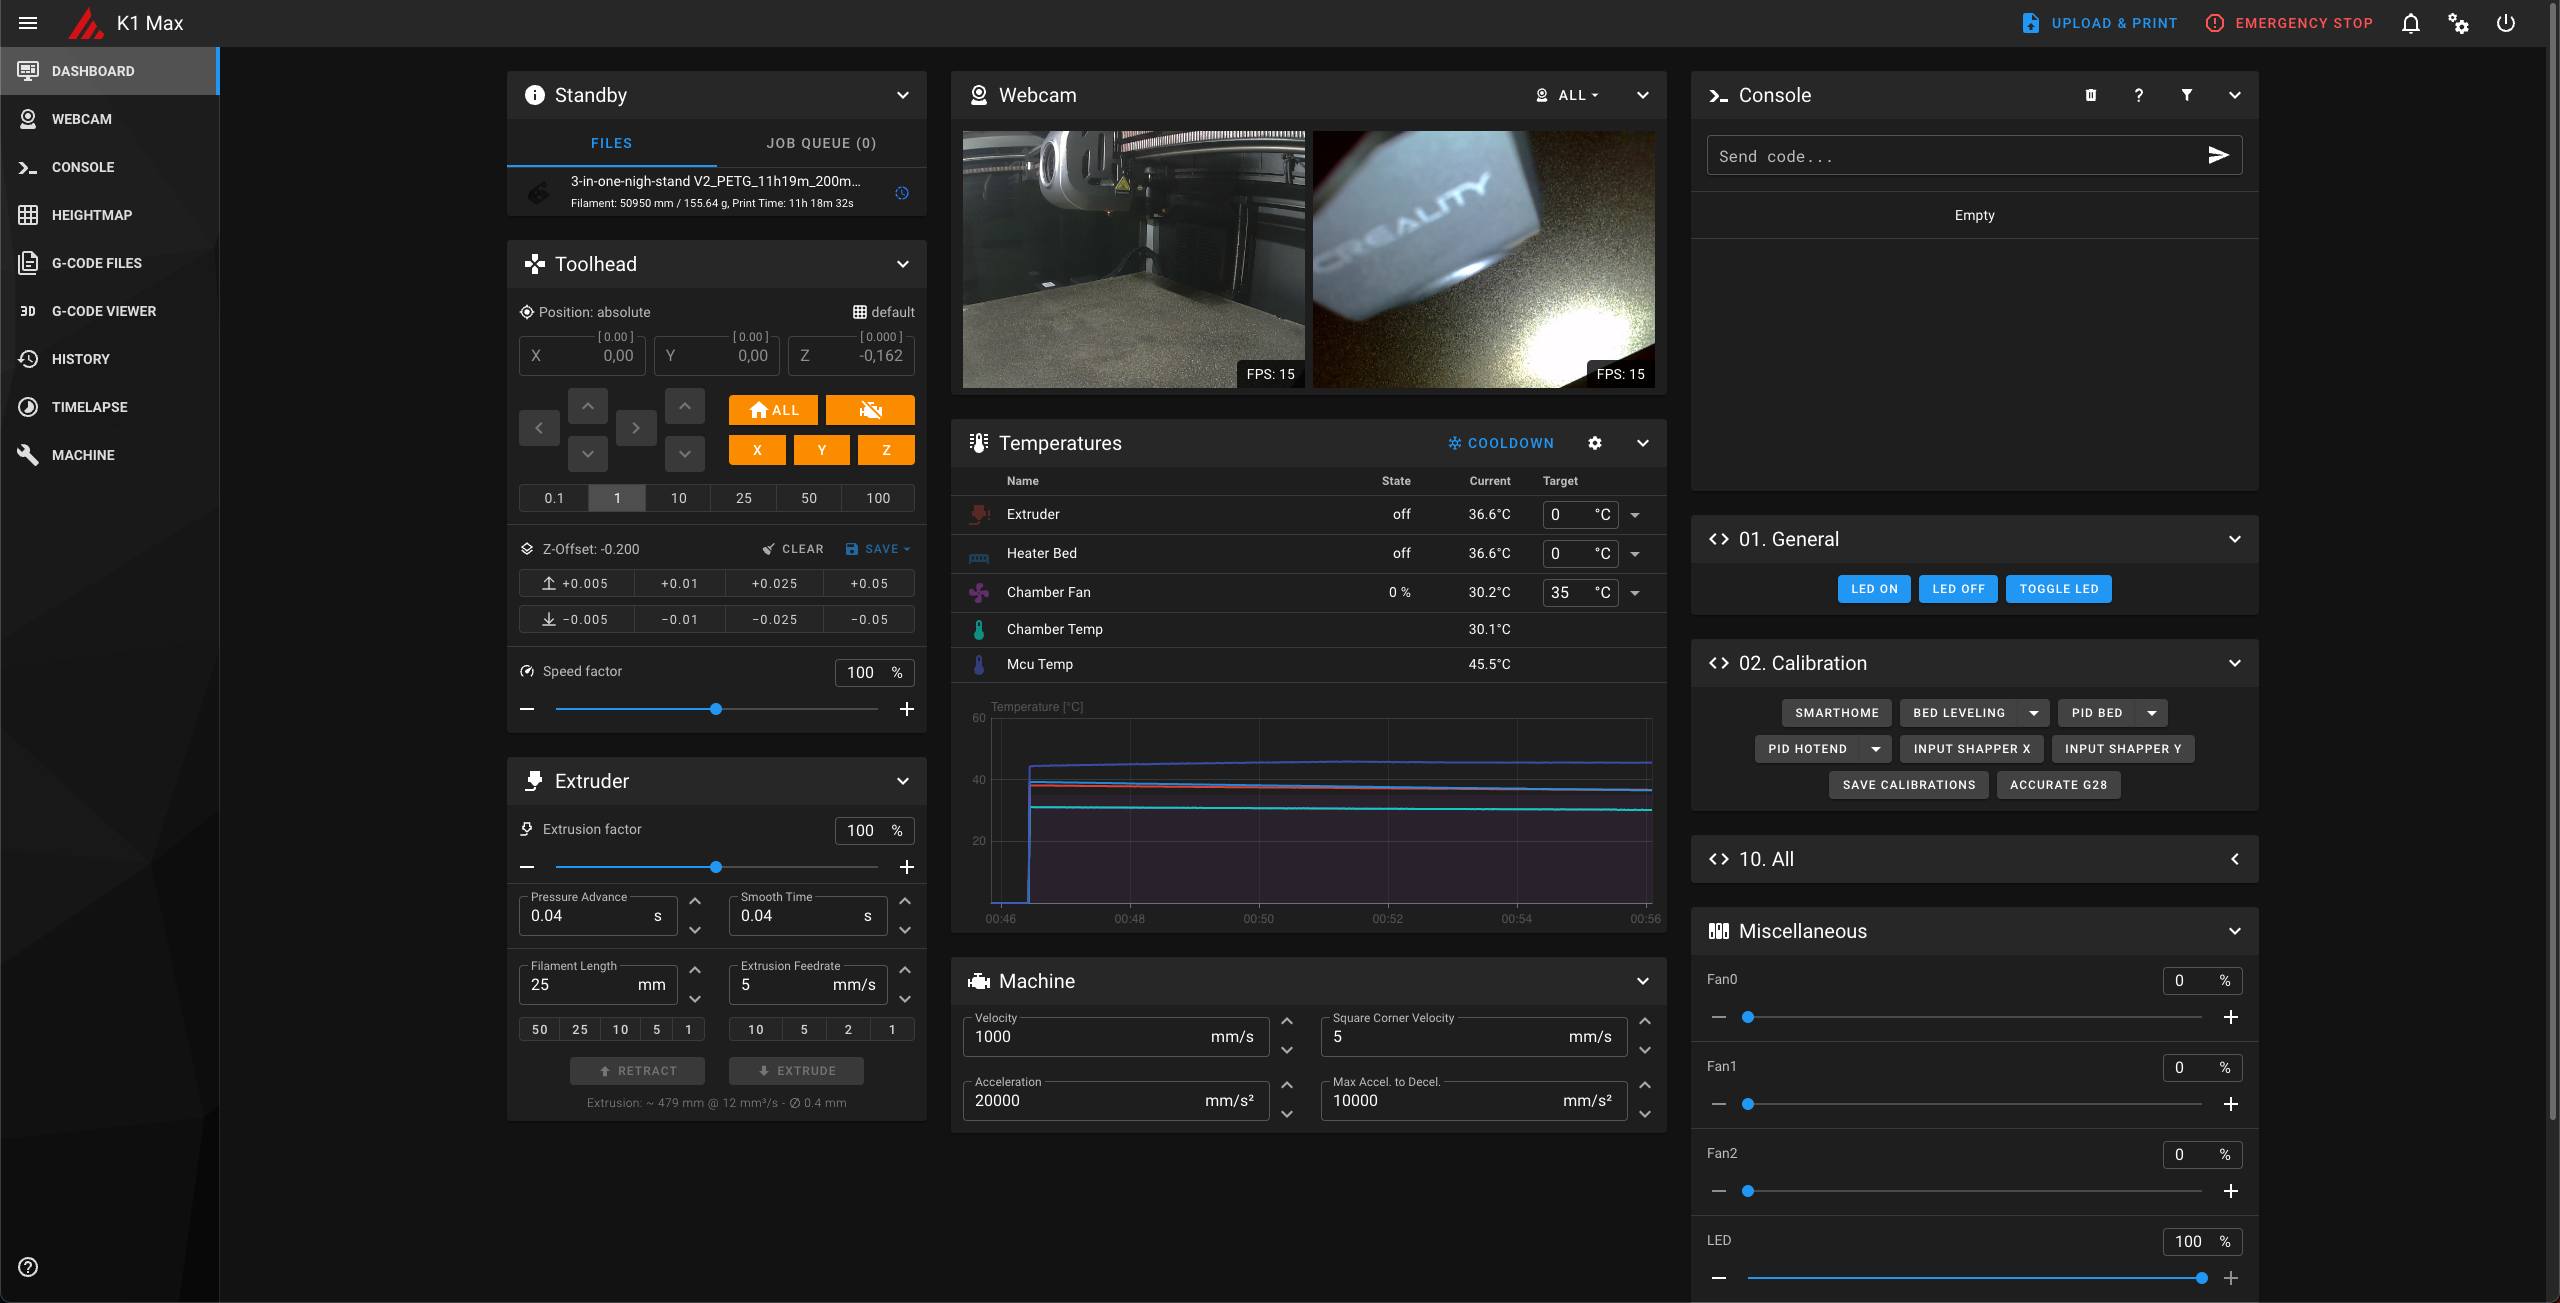 K1 Max
UPLOAD & PRINT
EMERGENCY STOP
DASHBOARD
WEBCAM
CONSOLE
HEIGHTMAP
G-CODE FILES
3D G-CODE VIEWER
HISTORY
TIMELAPSE
MACHINE
Standby
FILES
JOB QUEUE (0)
3-in-one-nigh-stand V2_PETG_11h19m_200m...
Filament: 50950 mm / 155.64 g, Print Time: 11h 18m 32s
Toolhead
Position: absolute
default
[ 0.00 ]
[ 0.00 ]
[ 0.000 ]
X 0,00
Y 0,00
Z -0,162
ALL
X
Y
Z
0.1 1 10 25 50 100
Z-Offset: -0.200
CLEAR
SAVE
+0.005 +0.01 +0.025 +0.05
−0.005 −0.01 −0.025 −0.05
Speed factor
100 %
Extruder
Extrusion factor
100 %
Pressure Advance
0.04 s
Smooth Time
0.04 s
Filament Length
25 mm
Extrusion Feedrate
5 mm/s
50 25 10 5 1
10 5 2 1
RETRACT
EXTRUDE
Extrusion: ~ 479 mm @ 12 mm³/s - Ø 0.4 mm
Webcam
ALL
CREALITY
FPS: 15
FPS: 15
Temperatures
COOLDOWN
Name State Current Target
Extruder off 36.6°C 0 °C
Heater Bed off 36.6°C 0 °C
Chamber Fan 0 % 30.2°C 35 °C
Chamber Temp 30.1°C
Mcu Temp 45.5°C
Temperature [°C]
60
40
20
00:46 00:48 00:50 00:52 00:54 00:56
Machine
Velocity
1000 mm/s
Square Corner Velocity
5 mm/s
Acceleration
20000 mm/s²
Max Accel. to Decel.
10000 mm/s²
Console
?
Send code...
Empty
01. General
LED ON
LED OFF
TOGGLE LED
02. Calibration
SMARTHOME
BED LEVELING
PID BED
PID HOTEND
INPUT SHAPPER X
INPUT SHAPPER Y
SAVE CALIBRATIONS
ACCURATE G28
10. All
Miscellaneous
Fan0
0 %
Fan1
0 %
Fan2
0 %
LED
100 %